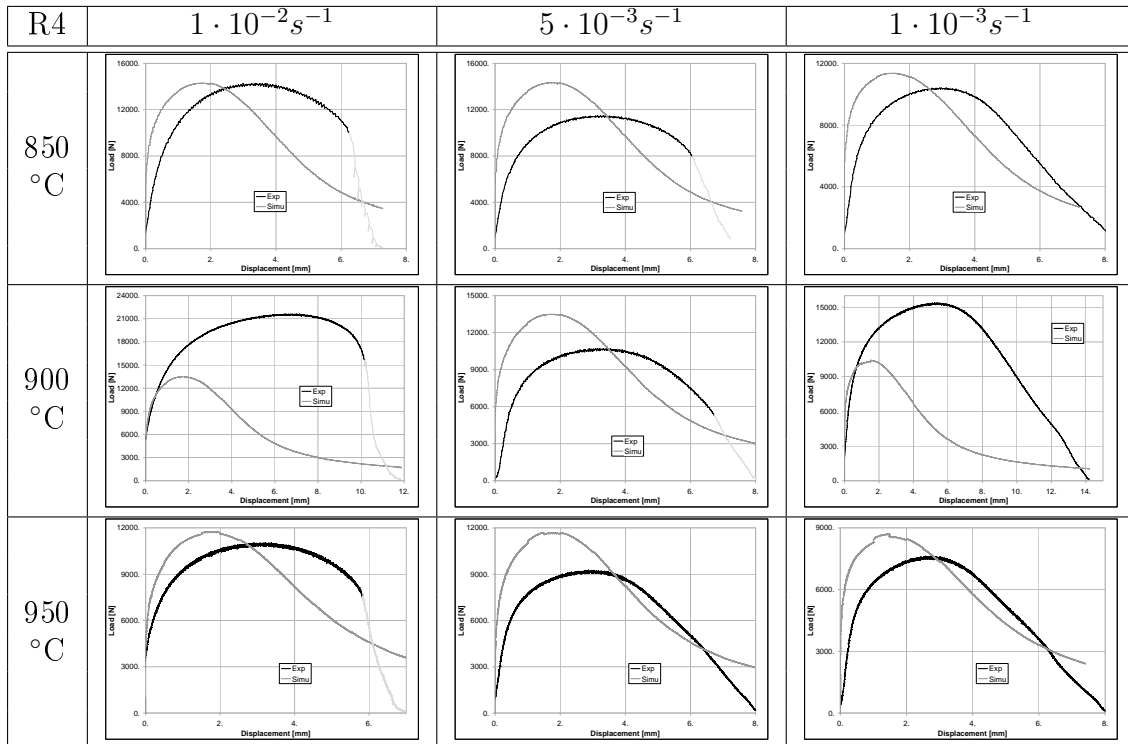 R4 1 · 10⁻²s⁻¹ 5 · 10⁻³s⁻¹ 1 · 10⁻³s⁻¹
850 °C
16000.
12000.
8000.
4000.
0.
0. 2. 4. 6. 8.
Load [N]
Displacement [mm]
Exp
Simu
16000.
12000.
8000.
4000.
0.
0. 2. 4. 6. 8.
Load [N]
Displacement [mm]
Exp
Simu
12000.
8000.
4000.
0.
0. 2. 4. 6. 8.
Load [N]
Displacement [mm]
Exp
Simu
900 °C
24000.
21000.
18000.
15000.
12000.
9000.
6000.
3000.
0.
0. 2. 4. 6. 8. 10. 12.
Load [N]
Displacement [mm]
Exp
Simu
15000.
12000.
9000.
6000.
3000.
0.
0. 2. 4. 6. 8.
Load [N]
Displacement [mm]
Exp
Simu
15000.
12000.
9000.
6000.
3000.
0.
0. 2. 4. 6. 8. 10. 12. 14.
Load [N]
Displacement [mm]
Exp
Simu
950 °C
12000.
9000.
6000.
3000.
0.
0. 2. 4. 6.
Load [N]
Displacement [mm]
Exp
Simu
12000.
9000.
6000.
3000.
0.
0. 2. 4. 6. 8.
Load [N]
Displacement [mm]
Exp
Simu
9000.
6000.
3000.
0.
0. 2. 4. 6. 8.
Load [N]
Displacement [mm]
Exp
Simu